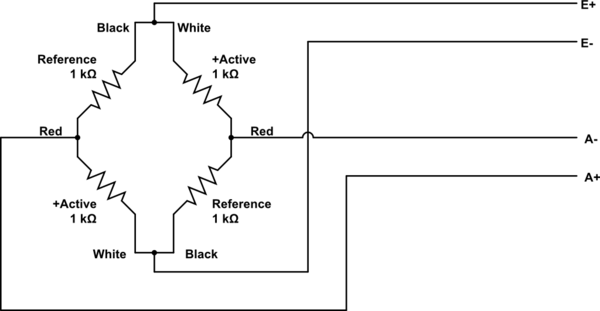 E+
Black
White
E-
Reference
1 kΩ
+Active
1 kΩ
Red
Red
A-
A+
+Active
1 kΩ
Reference
1 kΩ
White
Black